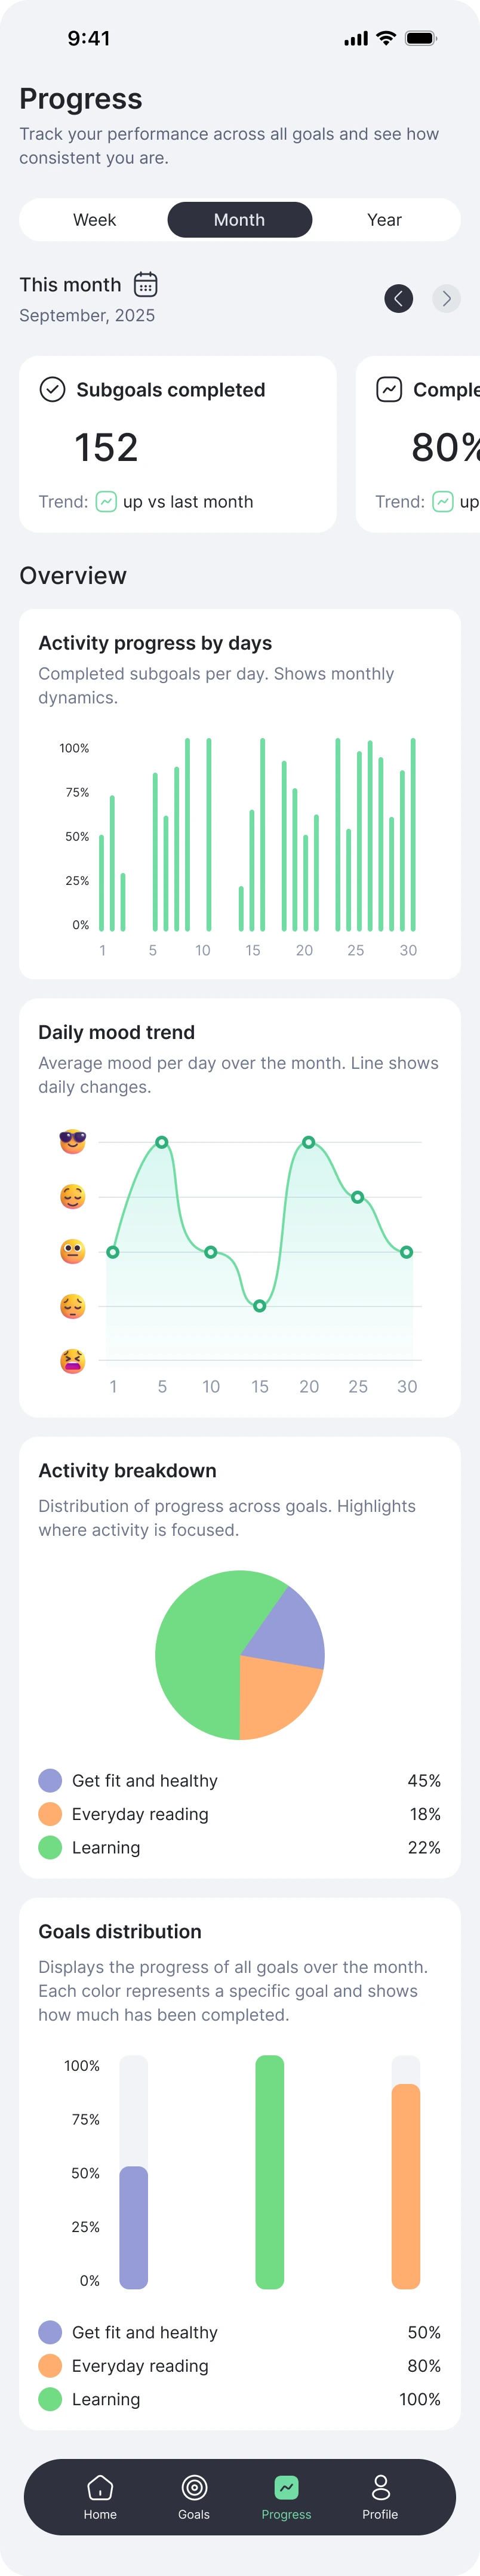 9:41
Progress
Track your performance across all goals and see how
consistent you are.
Week Month Year
This month
September, 2025
Subgoals completed
152
Trend: up vs last month
Comple
80%
Trend: up
Overview
Activity progress by days
Completed subgoals per day. Shows monthly
dynamics.
100%
75%
50%
25%
0%
1 5 10 15 20 25 30
Daily mood trend
Average mood per day over the month. Line shows
daily changes.
1 5 10 15 20 25 30
Activity breakdown
Distribution of progress across goals. Highlights
where activity is focused.
Get fit and healthy 45%
Everyday reading 18%
Learning 22%
Goals distribution
Displays the progress of all goals over the month.
Each color represents a specific goal and shows
how much has been completed.
100%
75%
50%
25%
0%
Get fit and healthy 50%
Everyday reading 80%
Learning 100%
Home Goals Progress Profile